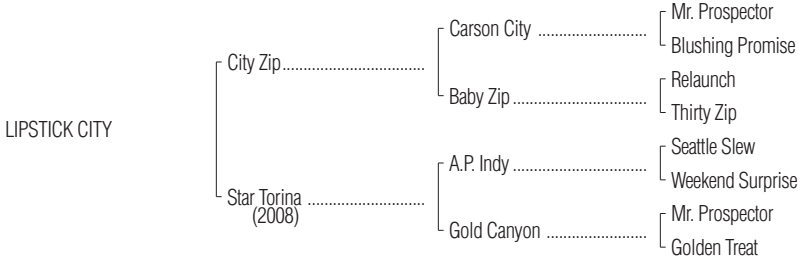 Mr. Prospector
Carson City ....................
Blushing Promise
City Zip..........................
Relaunch
Baby Zip.........................
Thirty Zip
LIPSTICK CITY
Seattle Slew
A.P. Indy .........................
Weekend Surprise
Star Torina ......................
(2008)
Mr. Prospector
Gold Canyon ...................
Golden Treat